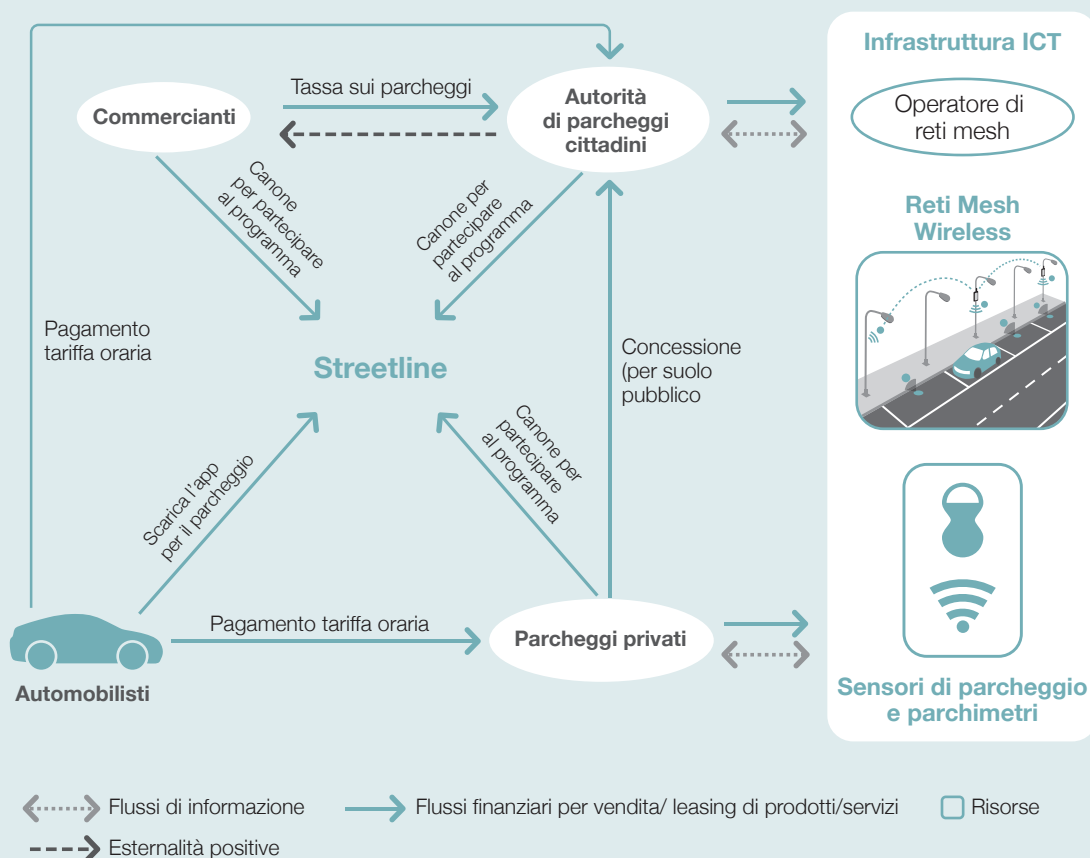 Infrastruttura ICT
Tassa sui parcheggi
Commercianti
Autorità
di parcheggi
cittadini
Operatore di
reti mesh
Canone
per partecipare
al programma
Canone per
partecipare
al programma
Reti Mesh
Wireless
Pagamento
tariffa oraria
Streetline
Concessione
(per suolo
pubblico
Scarica l'app
per il parcheggio
Canone per
partecipare
al programma
Pagamento tariffa oraria
Parcheggi privati
Automobilisti
Sensori di parcheggio
e parchimetri
Flussi di informazione
Flussi finanziari per vendita/ leasing di prodotti/servizi
Risorse
Esternalità positive